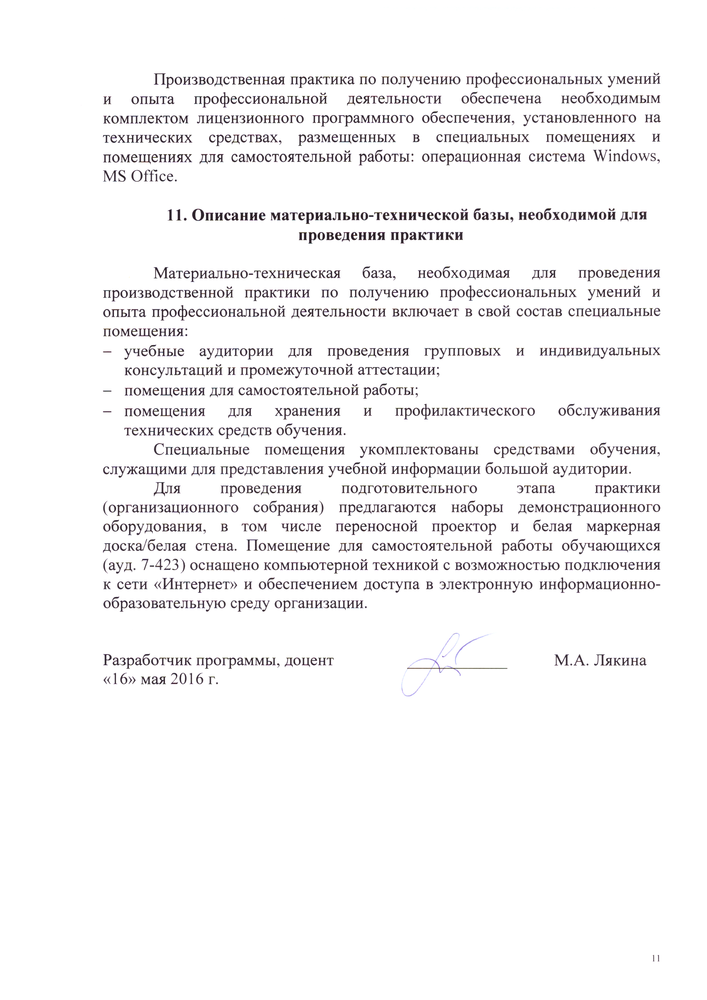 Производственная практика по получению профессиональных умений
и опыта профессиональной деятельности обеспечена необходимым
комплектом лицензионного программного обеспечения, установленного на
технических средствах, размещенных в специальных помещениях и
помещениях для самостоятельной работы: операционная система Windows,
MS Office.
11. Описание материально-технической базы, необходимой для
проведения практики
Материально-техническая база, необходимая для проведения
производственной практики по получению профессиональных умений и
опыта профессиональной деятельности включает в свой состав специальные
помещения:
– учебные аудитории для проведения групповых и индивидуальных
консультаций и промежуточной аттестации;
– помещения для самостоятельной работы;
– помещения для хранения и профилактического обслуживания
технических средств обучения.
Специальные помещения укомплектованы средствами обучения,
служащими для представления учебной информации большой аудитории.
Для проведения подготовительного этапа практики
(организационного собрания) предлагаются наборы демонстрационного
оборудования, в том числе переносной проектор и белая маркерная
доска/белая стена. Помещение для самостоятельной работы обучающихся
(ауд. 7-423) оснащено компьютерной техникой с возможностью подключения
к сети «Интернет» и обеспечением доступа в электронную информационно-
образовательную среду организации.
Разработчик программы, доцент М.А. Лякина
«16» мая 2016 г.
11